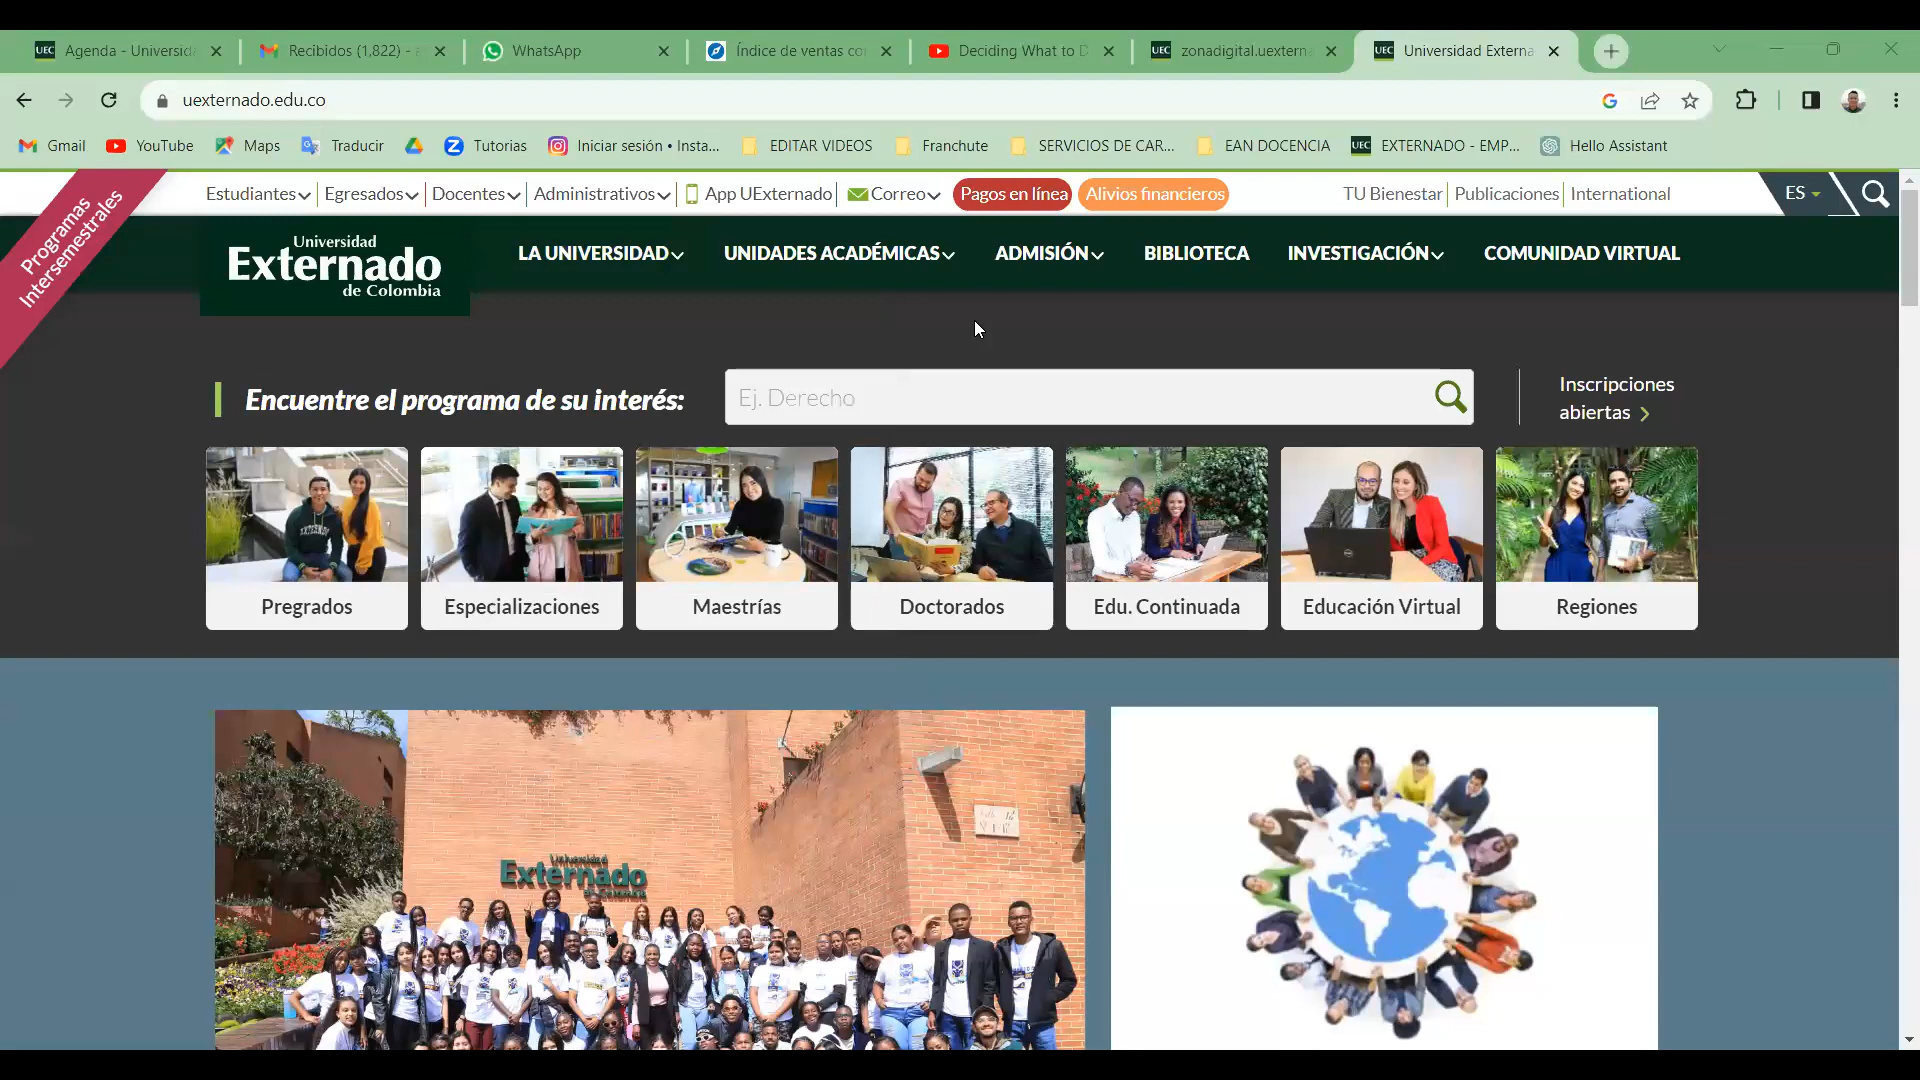 Agenda - Universid
Recibidos (1,822) - a
WhatsApp
Índice de ventas co
Deciding What to D
zonadigital.uexterna
Universidad Externa
uexternado.edu.co
Gmail
YouTube
Maps
Traducir
Tutorias
Iniciar sesión • Insta...
EDITAR VIDEOS
Franchute
SERVICIOS DE CAR...
EAN DOCENCIA
EXTERNADO - EMP...
Hello Assistant
Programas
Intersemestrales
Estudiantes
Egresados
Docentes
Administrativos
App UExternado
Correo
Pagos en línea
Alivios financieros
TU Bienestar
Publicaciones
International
ES
Universidad
Externado
de Colombia
LA UNIVERSIDAD
UNIDADES ACADÉMICAS
ADMISIÓN
BIBLIOTECA
INVESTIGACIÓN
COMUNIDAD VIRTUAL
Encuentre el programa de su interés:
Ej. Derecho
Inscripciones
abiertas
Pregrados
Especializaciones
Maestrías
Doctorados
Edu. Continuada
Educación Virtual
Regiones
Universidad
Externado
de Colombia